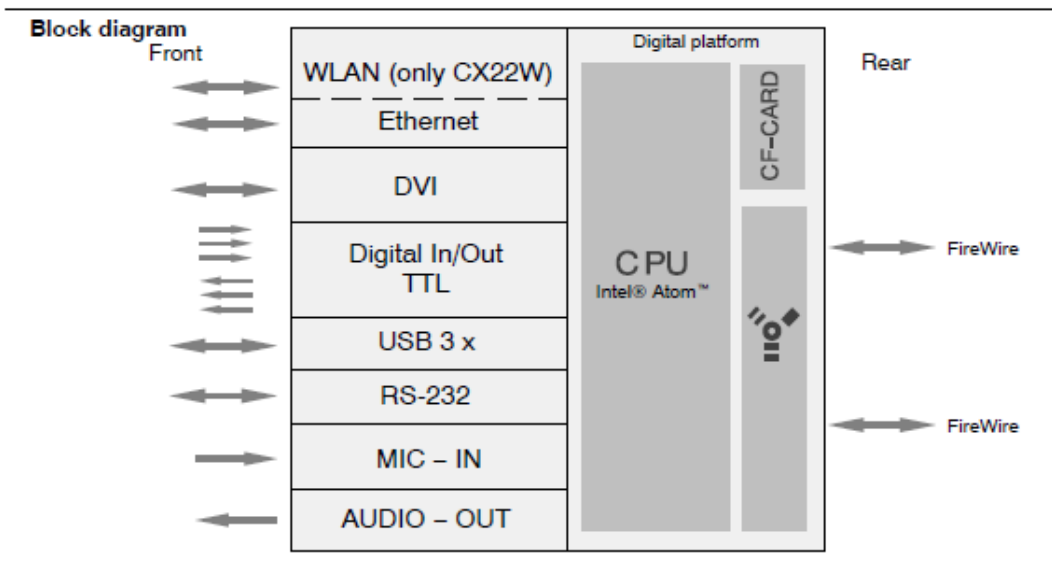 Block diagram
Front
Digital platform
Rear
WLAN (only CX22W)
Ethernet
DVI
Digital In/Out
TTL
USB 3 x
RS-232
MIC – IN
AUDIO – OUT
CPU
Intel® Atom™
CF–CARD
FireWire
FireWire